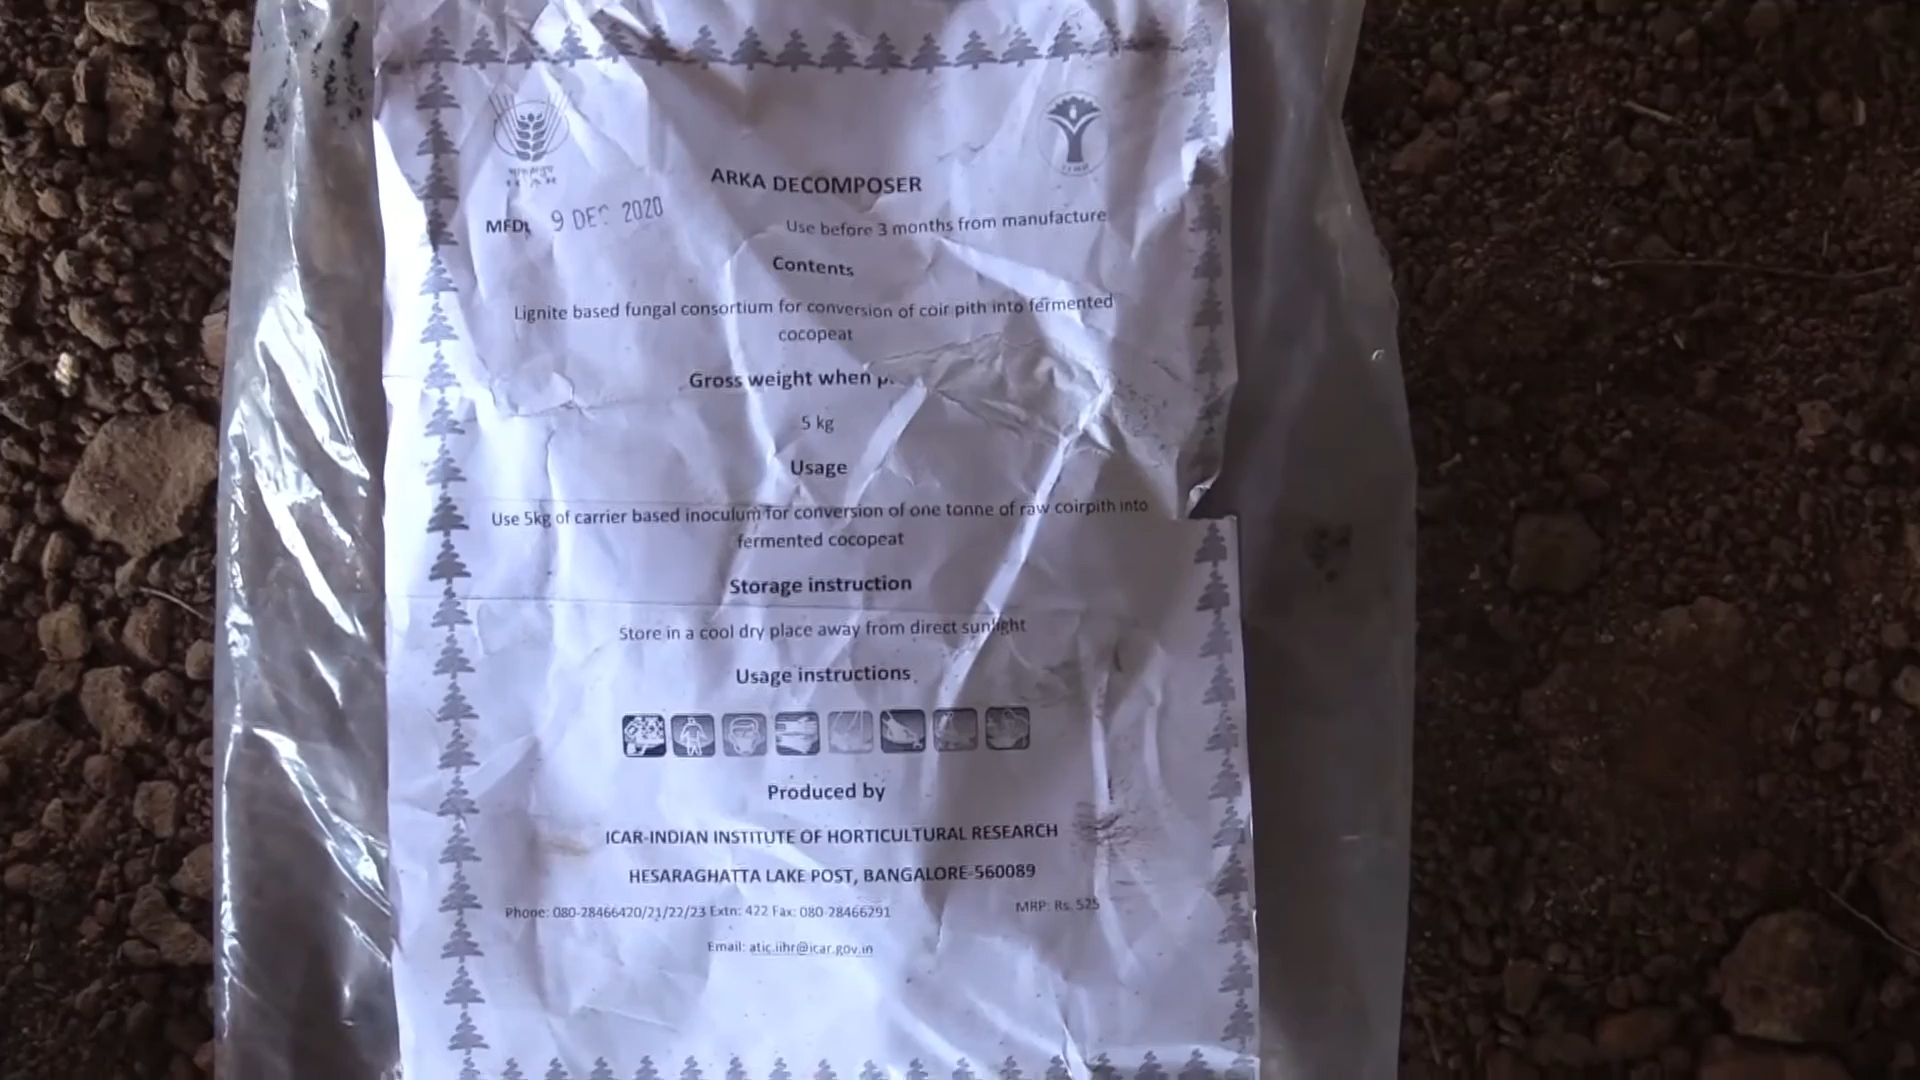 ARKA DECOMPOSER
MFD: 9 DEC 2020
Use before 3 months from manufacture
Contents
Lignite based fungal consortium for conversion of coir pith into fermented
cocopeat
Gross weight when
5 kg
Usage
Use 5kg of carrier based inoculum for conversion of one tonne of raw coirpith into
fermented cocopeat
Storage instruction
Store in a cool dry place away from direct sunlight
Usage instructions
Produced by
ICAR-INDIAN INSTITUTE OF HORTICULTURAL RESEARCH
HESARAGHATTA LAKE POST, BANGALORE-560089
Phone: 080-28466420/21/22/23 Extn: 422 Fax: 080-28466291
MRP: Rs. 525
Email: atic.iihr@icar.gov.in